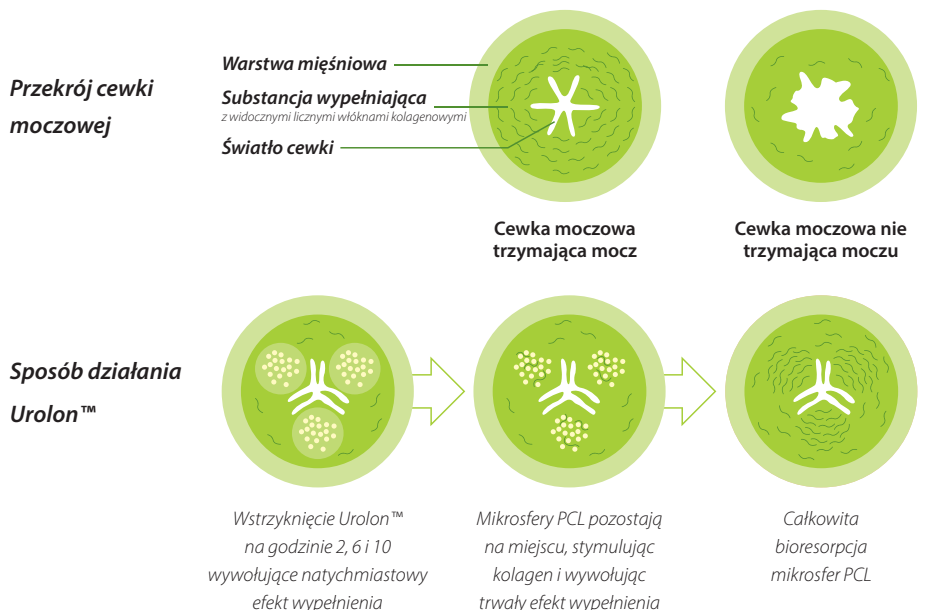 Przekrój cewki
moczowej
Warstwa mięśniowa
Substancja wypełniająca
z widocznymi licznymi włóknami kolagenowymi
Światło cewki
Cewka moczowa
trzymająca mocz
Cewka moczowa nie
trzymająca moczu
Sposób działania
Urolon™
Wstrzyknięcie Urolon™
na godzinie 2, 6 i 10
wywołujące natychmiastowy
efekt wypełnienia
Mikrosfery PCL pozostają
na miejscu, stymulując
kolagen i wywołując
trwały efekt wypełnienia
Całkowita
bioresorpcja
mikrosfer PCL